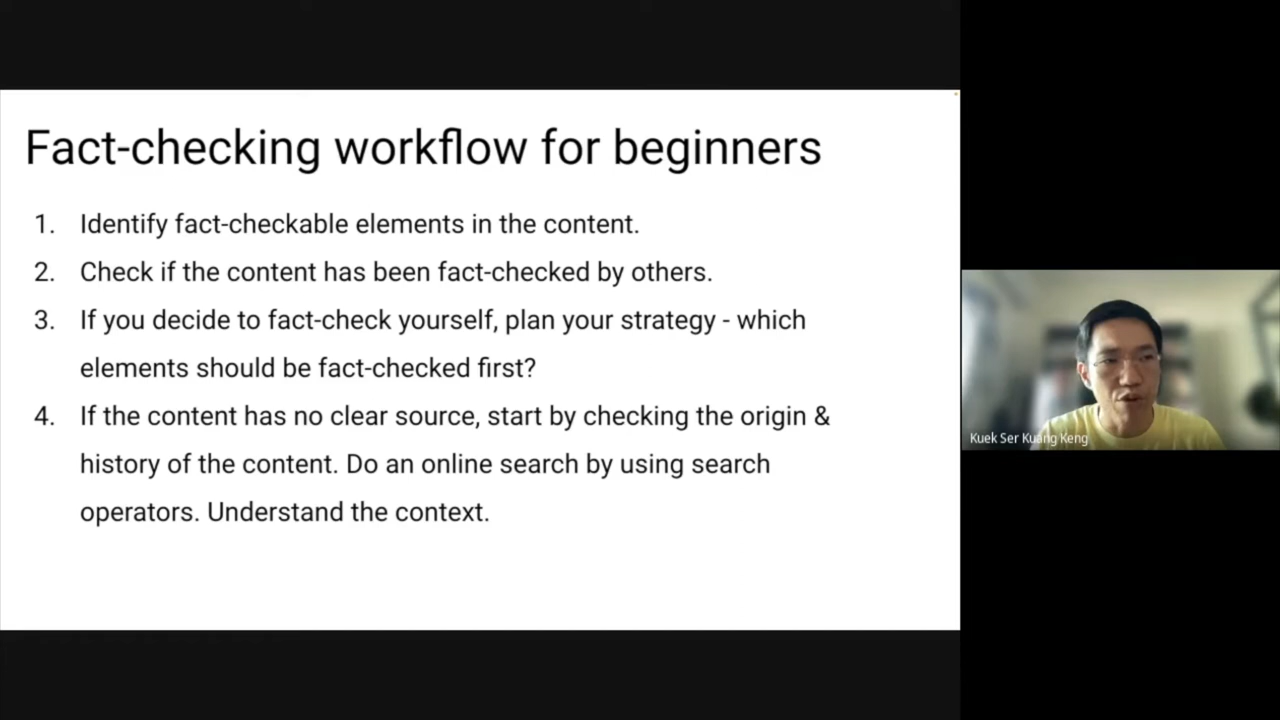 Fact-checking workflow for beginners
1. Identify fact-checkable elements in the content.
2. Check if the content has been fact-checked by others.
3. If you decide to fact-check yourself, plan your strategy - which
elements should be fact-checked first?
4. If the content has no clear source, start by checking the origin &
history of the content. Do an online search by using search
operators. Understand the context.
Kuek Ser Kuang Keng